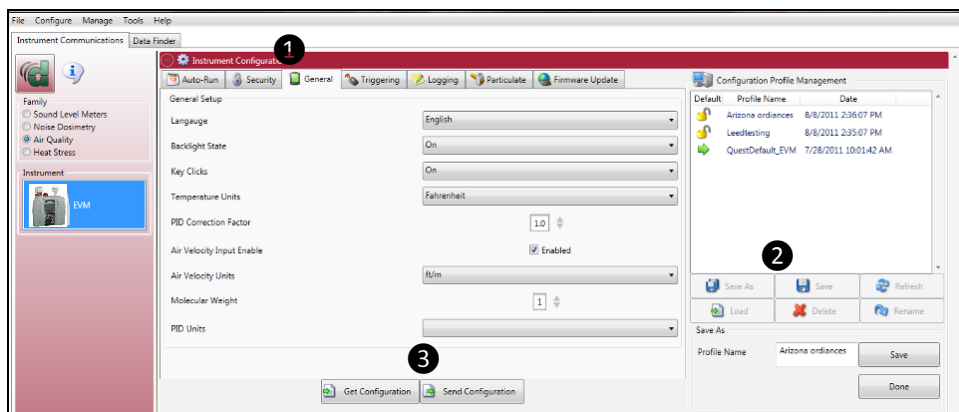 File Configure Manage Tools Help
Instrument Communications Data Finder
1
Instrument Configuration
Family
Sound Level Meters
Noise Dosimetry
Air Quality
Heat Stress
Instrument
EVM
Auto-Run Security General Triggering Logging Particulate Firmware Update
General Setup
Langauge English
Backlight State On
Key Clicks On
Temperature Units Fahrenheit
PID Correction Factor 1.0
Air Velocity Input Enable Enabled
Air Velocity Units ft/m
Molecular Weight 1
PID Units
3
Get Configuration Send Configuration
Configuration Profile Management
Default Profile Name Date
Arizona ordiances 8/8/2011 2:36:07 PM
Leedtesting 8/8/2011 2:35:07 PM
QuestDefault_EVM 7/28/2011 10:01:42 AM
2
Save As Save Refresh
Load Delete Rename
Save As
Profile Name Arizona ordiances Save
Done